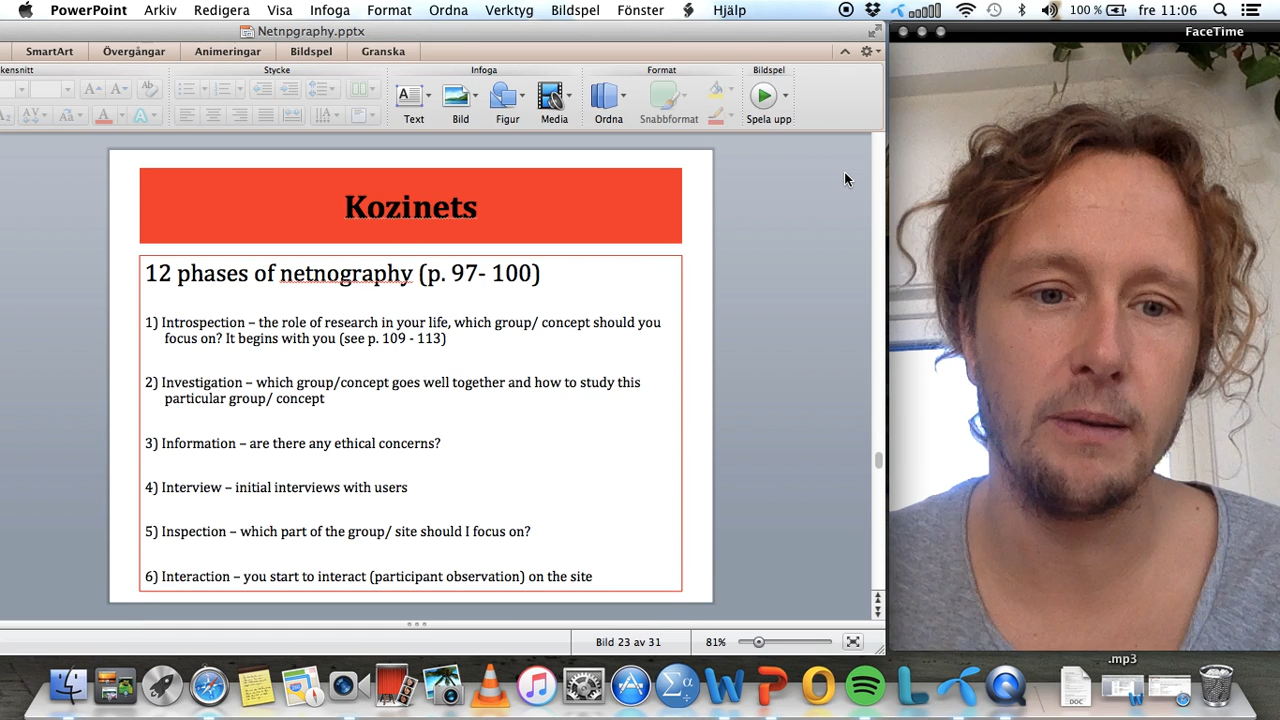 PowerPoint Arkiv Redigera Visa Infoga Format Ordna Verktyg Bildspel Fönster Hjälp 100 % fre 11:06
Netnpgraphy.pptx
FaceTime
SmartArt Övergångar Animeringar Bildspel Granska
Stycke Infoga Format Bildspel
Text Bild Figur Media Ordna Snabbformat Spela upp
Kozinets
12 phases of netnography (p. 97- 100)
1) Introspection – the role of research in your life, which group/ concept should you
focus on? It begins with you (see p. 109 - 113)
2) Investigation – which group/concept goes well together and how to study this
particular group/ concept
3) Information – are there any ethical concerns?
4) Interview – initial interviews with users
5) Inspection – which part of the group/ site should I focus on?
6) Interaction – you start to interact (participant observation) on the site
Bild 23 av 31 81%
.mp3
DOC